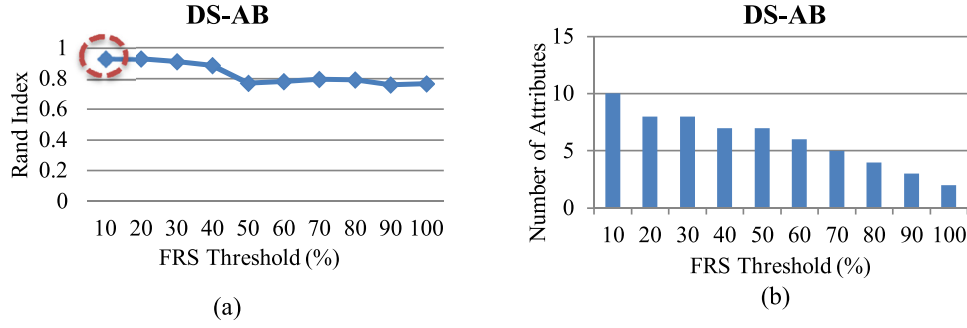 DS-AB
Rand Index
1
0.8
0.6
0.4
0.2
0
10 20 30 40 50 60 70 80 90 100
FRS Threshold (%)
(a)
DS-AB
Number of Attributes
15
10
5
0
10 20 30 40 50 60 70 80 90 100
FRS Threshold (%)
(b)